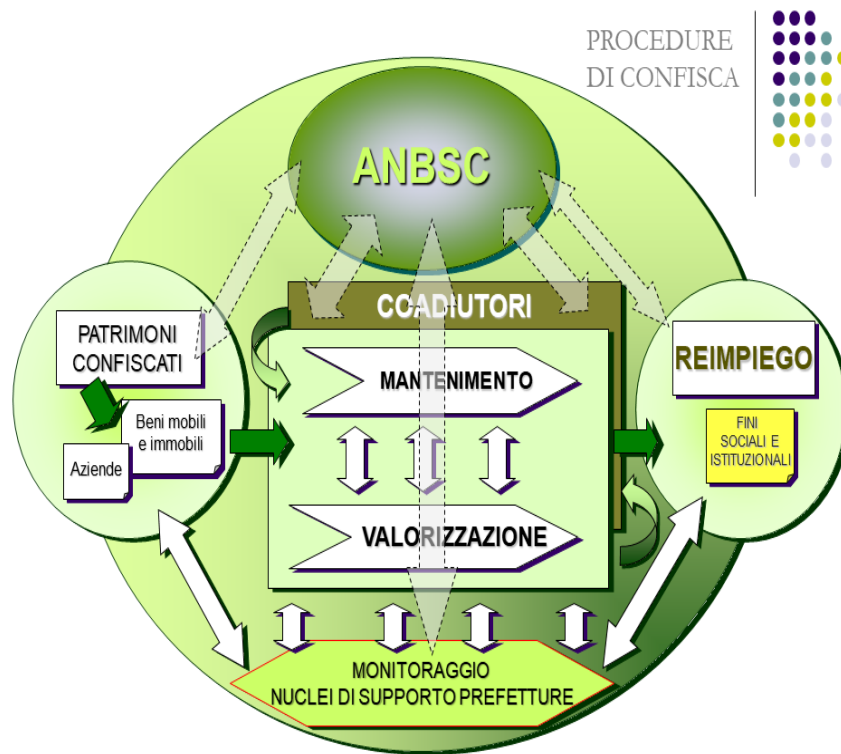 PROCEDURE
DI CONFISCA
ANBSC
COADIUTORI
PATRIMONI
CONFISCATI
Beni mobili
e immobili
Aziende
MANTENIMENTO
VALORIZZAZIONE
REIMPIEGO
FINI
SOCIALI E
ISTITUZIONALI
MONITORAGGIO
NUCLEI DI SUPPORTO PREFETTURE